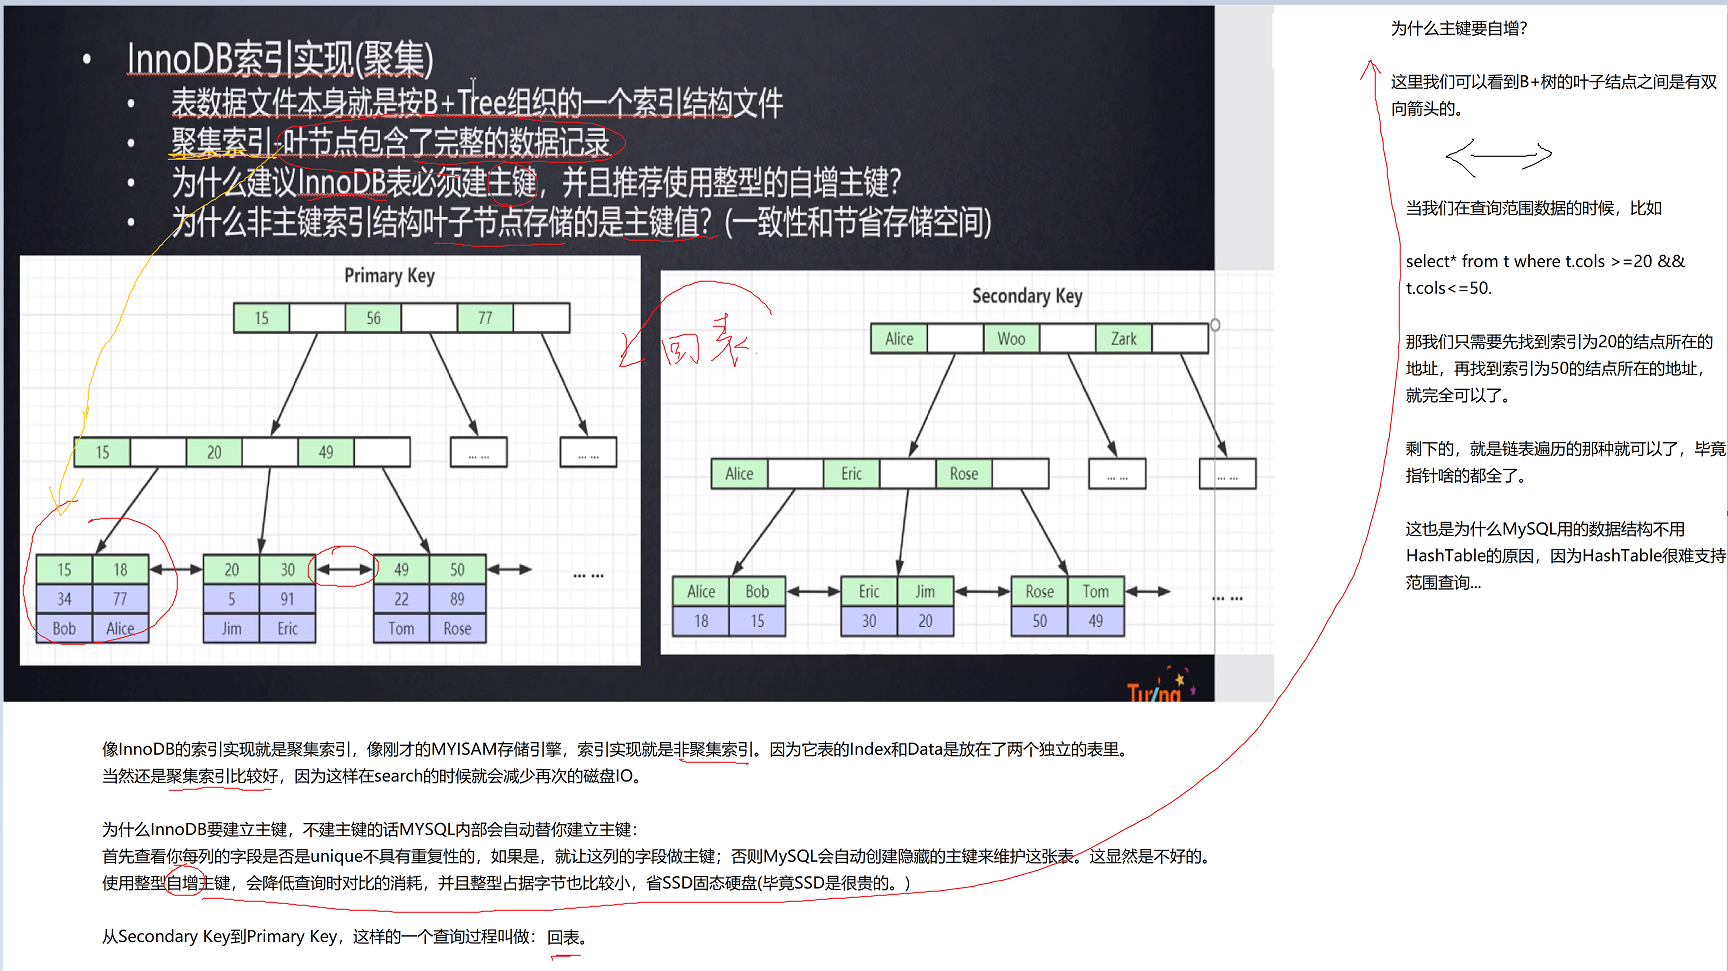 InnoDB索引实现(聚集)
表数据文件本身就是按B+Tree组织的一个索引结构文件
聚集索引-叶节点包含了完整的数据记录
为什么建议InnoDB表必须建主键，并且推荐使用整型的自增主键？
为什么非主键索引结构叶子节点存储的是主键值？(一致性和节省存储空间)
Primary Key
15 56 77
15 20 49
... ...
... ...
15 18
34 77
Bob Alice
20 30
5 91
Jim Eric
49 50
22 89
Tom Rose
... ...
回表
Secondary Key
Alice Woo Zark
Alice Eric Rose
... ...
... ...
Alice Bob
18 15
Eric Jim
30 20
Rose Tom
50 49
... ...
Turing
为什么主键要自增？
这里我们可以看到B+树的叶子结点之间是有双
向箭头的。
当我们在查询范围数据的时候，比如
select* from t where t.cols >=20 &&
t.cols<=50.
那我们只需要先找到索引为20的结点所在的
地址，再找到索引为50的结点所在的地址，
就完全可以了。
剩下的，就是链表遍历的那种就可以了，毕竟
指针啥的都全了。
这也是为什么MySQL用的数据结构不用
HashTable的原因，因为HashTable很难支持
范围查询...
像InnoDB的索引实现就是聚集索引，像刚才的MYISAM存储引擎，索引实现就是非聚集索引。因为它表的Index和Data是放在了两个独立的表里。
当然还是聚集索引比较好，因为这样在search的时候就会减少再次的磁盘IO。
为什么InnoDB要建立主键，不建主键的话MYSQL内部会自动替你建立主键：
首先查看你每列的字段是否是unique不具有重复性的，如果是，就让这列的字段做主键；否则MySQL会自动创建隐藏的主键来维护这张表。这显然是不好的。
使用整型自增主键，会降低查询时对比的消耗，并且整型占据字节也比较小，省SSD固态硬盘(毕竟SSD是很贵的。)
从Secondary Key到Primary Key，这样的一个查询过程叫做：回表。